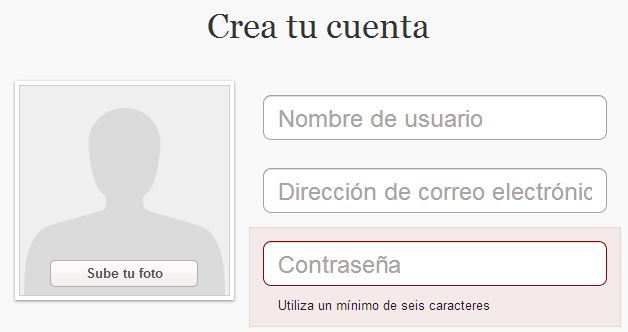 Crea tu cuenta
Nombre de usuario
Dirección de correo electrónic
Contraseña
Utiliza un mínimo de seis caracteres
Sube tu foto